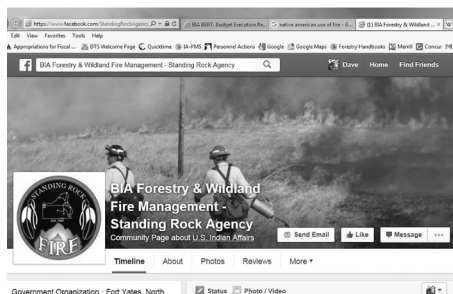 https://www.facebook.com/StandingRockAgency
BIA BERT: Budget Execution Re...
native american use of fire - G...
(1) BIA Forestry & Wildland ...
Edit View Favorites Tools Help
Appropriations for Fiscal ... DTS Welcome Page Quicktime IA-PMS Personnel Actions Google Google Maps Forestry Handbooks Merrill Concur
BIA Forestry & Wildland Fire Management - Standing Rock Agency
Dave Home Find Friends
STANDING ROCK
FIRE
BIA Forestry & Wildland
Fire Management -
Standing Rock Agency
Community Page about U.S. Indian Affairs
Send Email Like Message ...
Timeline About Photos Reviews More
Government Organization · Fort Yates, North
Status Photo / Video